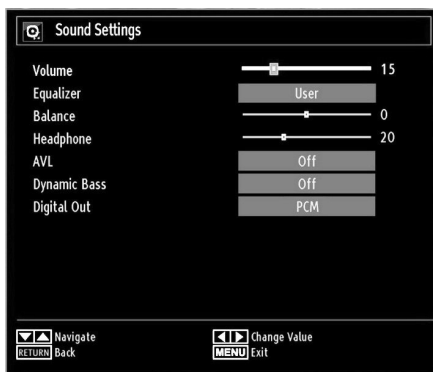 Sound Settings
Volume 15
Equalizer User
Balance 0
Headphone 20
AVL Off
Dynamic Bass Off
Digital Out PCM
Navigate Change Value
RETURN Back MENU Exit